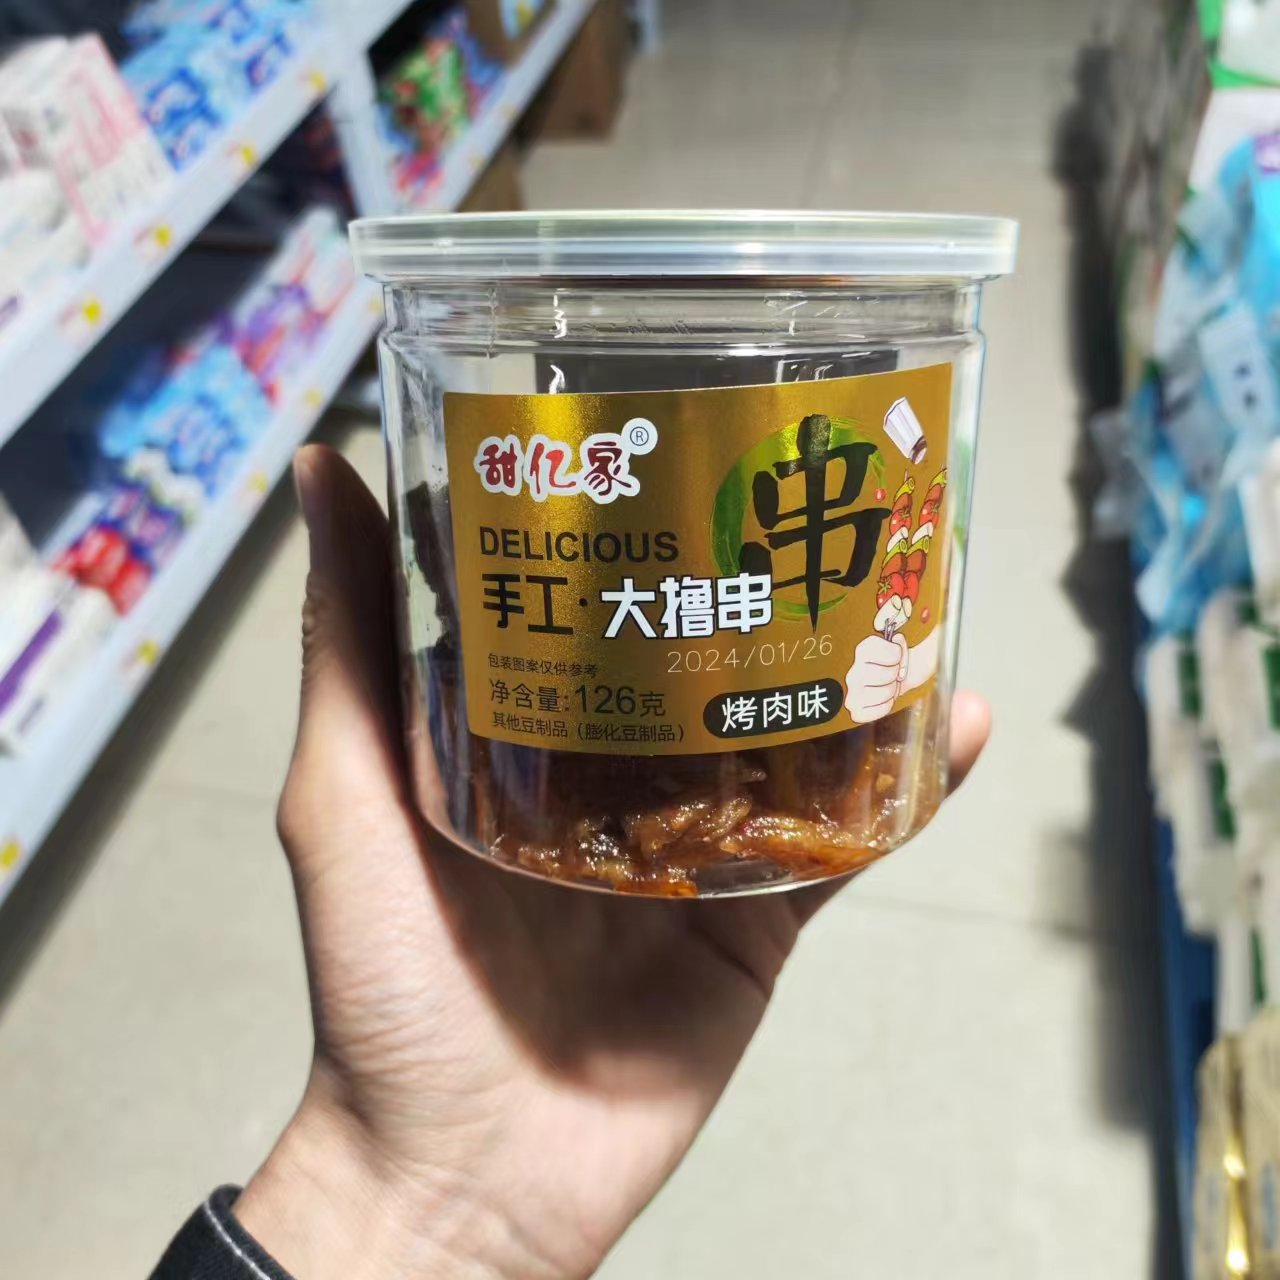 甜亿家®
串
DELICIOUS
手工·大撸串
2024/01/26
包装图案仅供参考
净含量:126克
其他豆制品（膨化豆制品）
烤肉味